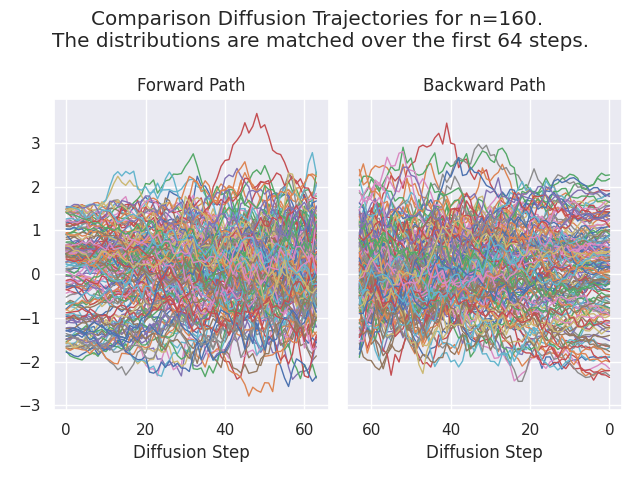 Comparison Diffusion Trajectories for n=160.
The distributions are matched over the first 64 steps.
Forward Path
Backward Path
3
2
1
0
−1
−2
−3
0 20 40 60
60 40 20 0
Diffusion Step
Diffusion Step